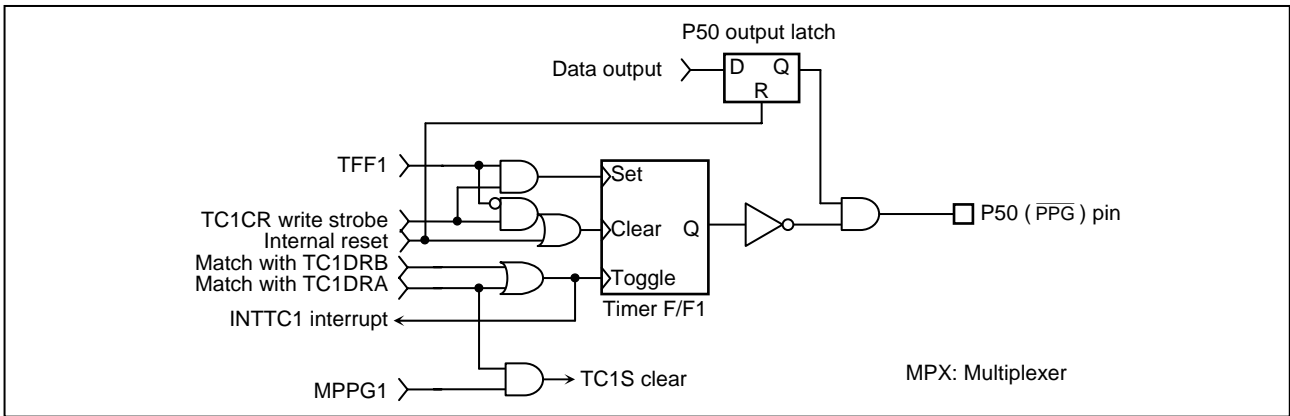 P50 output latch
Data output
D Q
R
TFF1
Set
TC1CR write strobe
Clear Q
P50 ( PPG ) pin
Internal reset
Match with TC1DRB
Match with TC1DRA
Toggle
Timer F/F1
INTTC1 interrupt
TC1S clear
MPX: Multiplexer
MPPG1